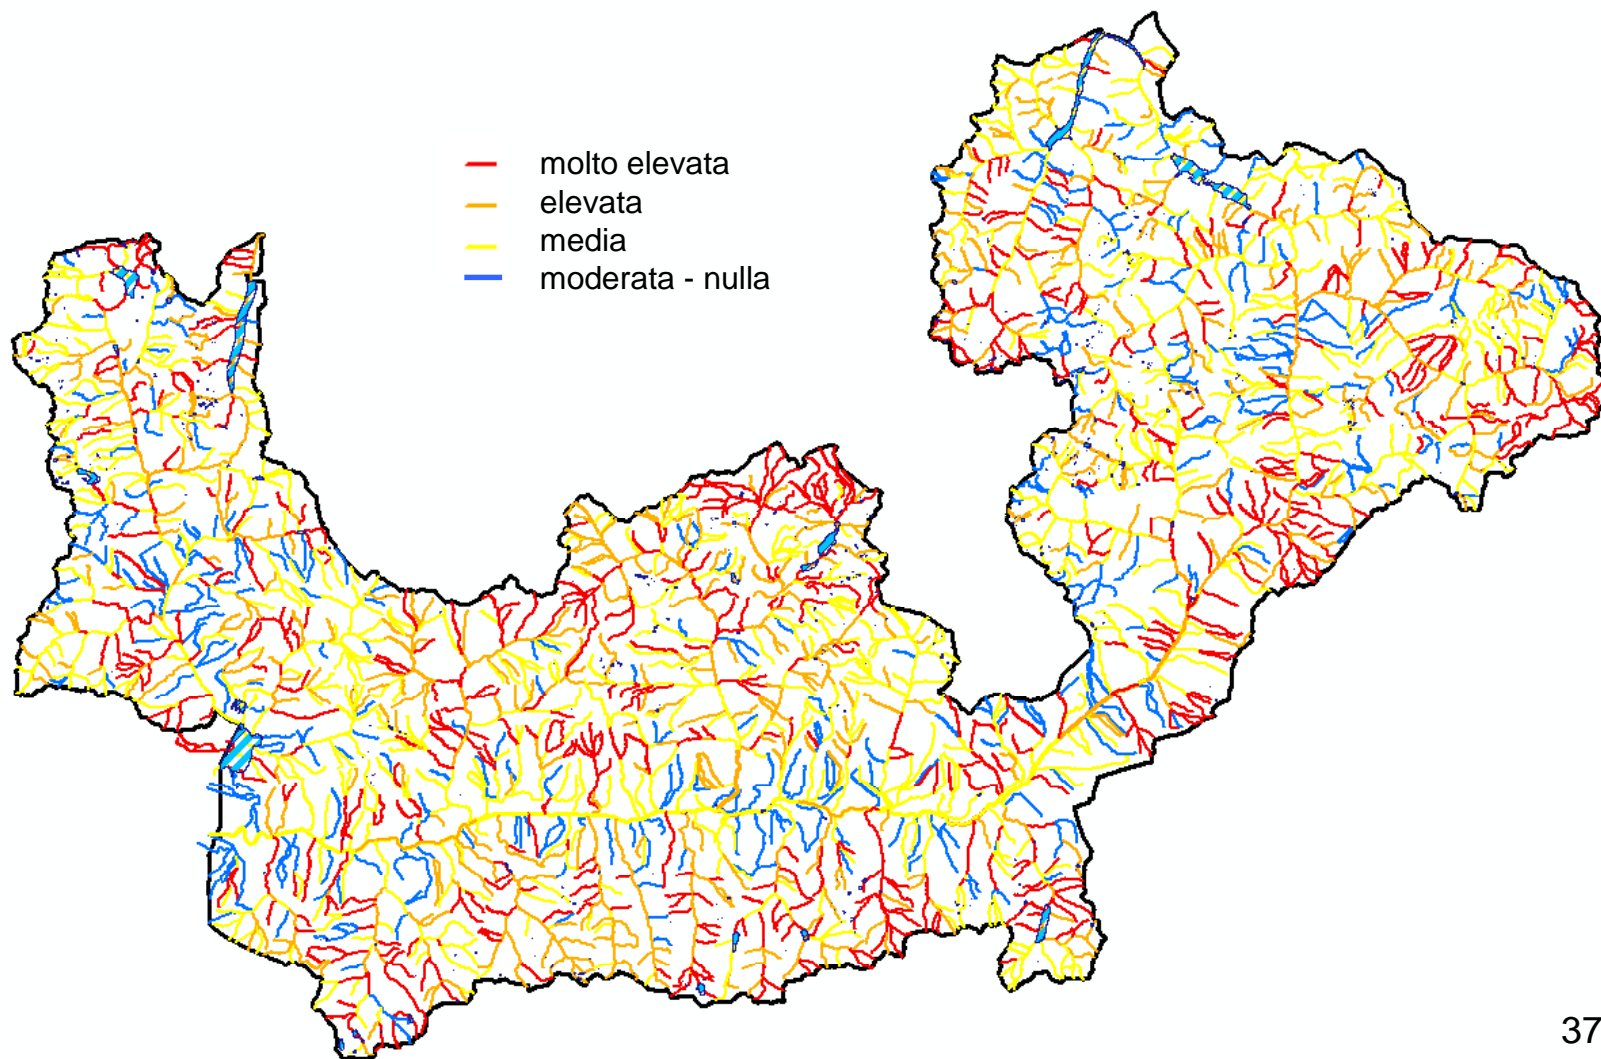 molto elevata
elevata
media
moderata - nulla
37